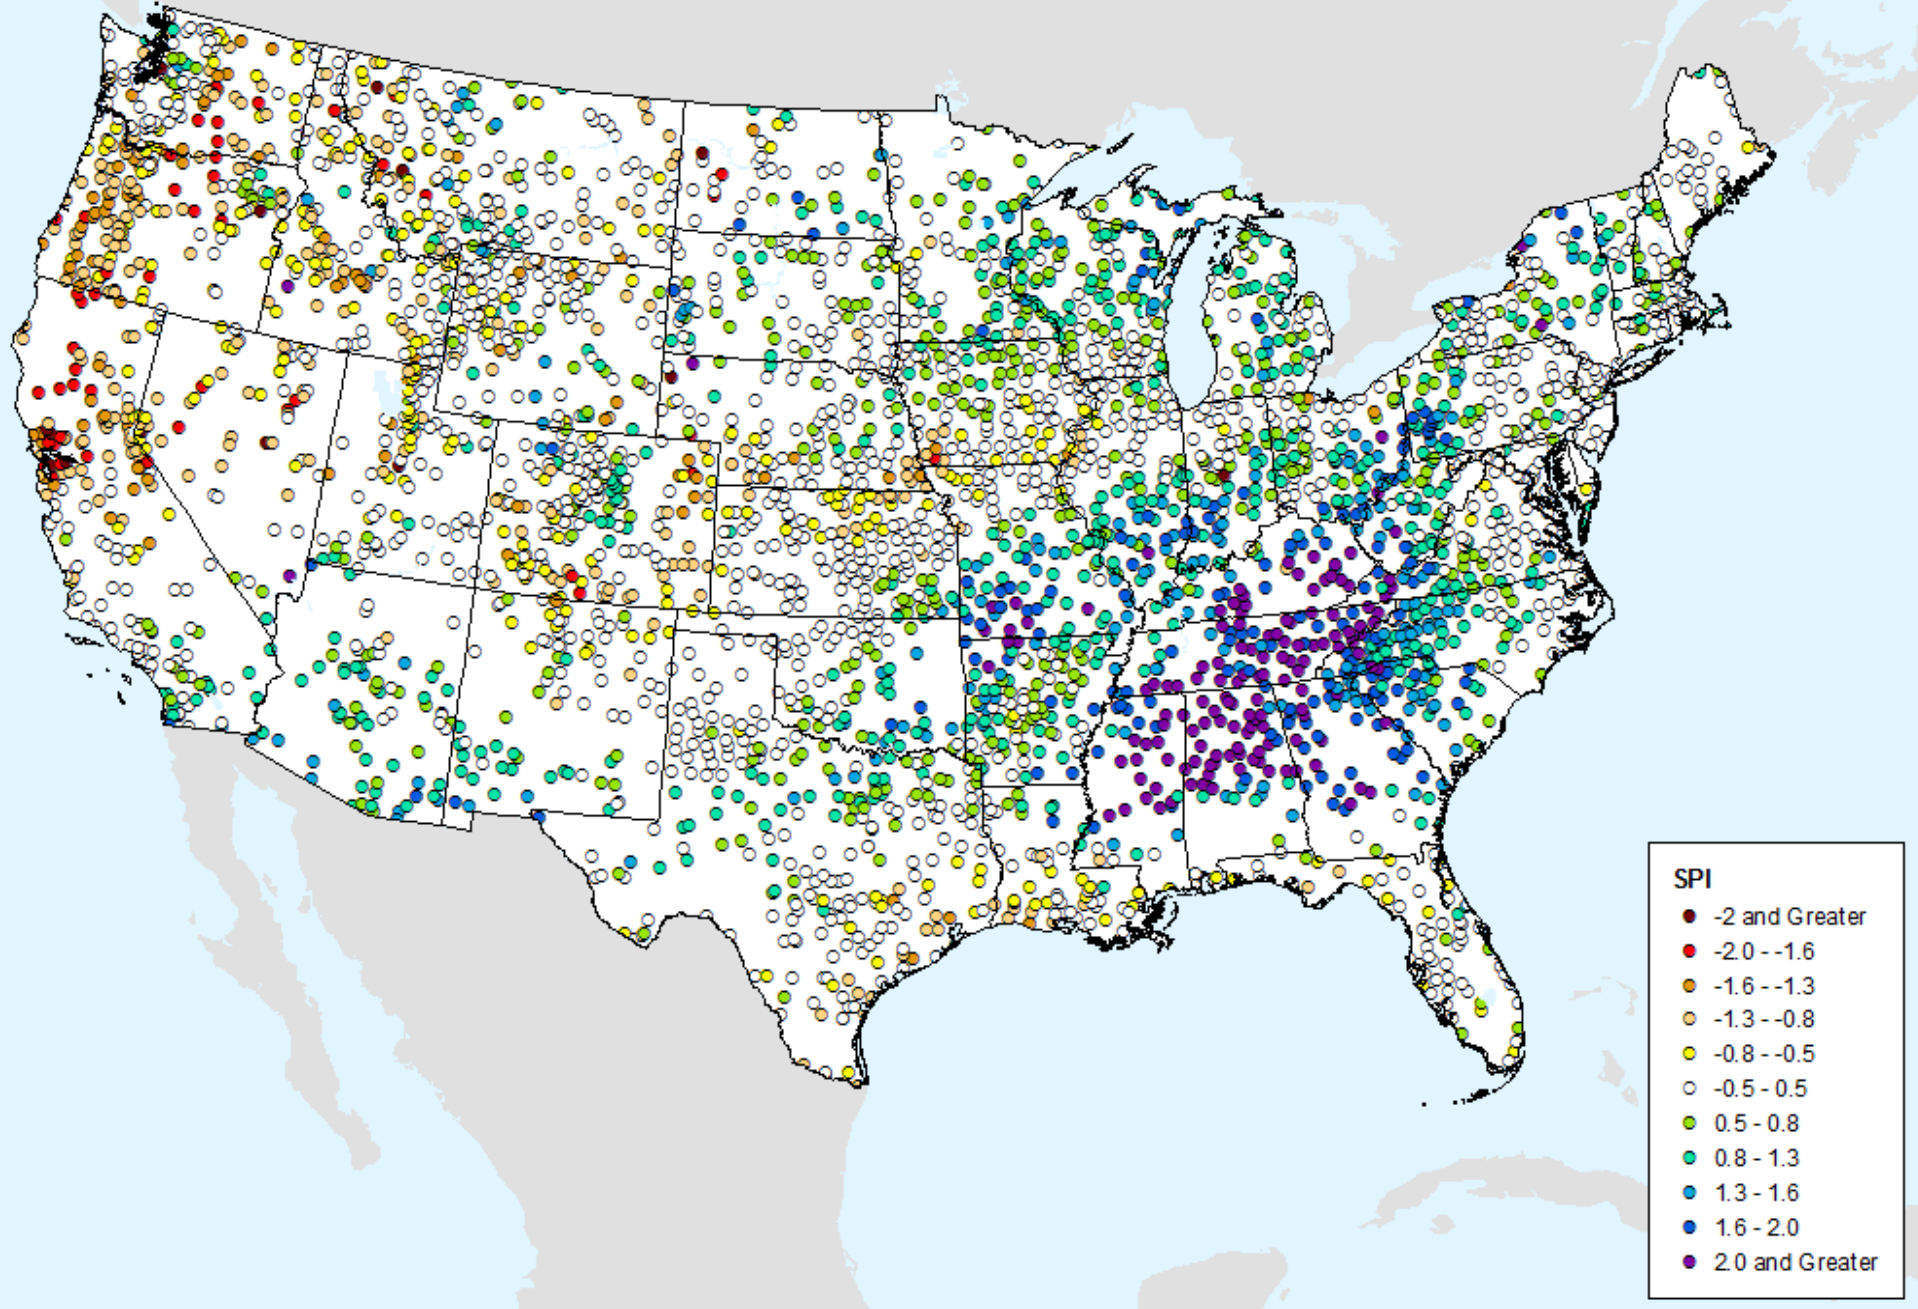 SPI
-2 and Greater
-2.0 - -1.6
-1.6 - -1.3
-1.3 - -0.8
-0.8 - -0.5
-0.5 - 0.5
0.5 - 0.8
0.8 - 1.3
1.3 - 1.6
1.6 - 2.0
2.0 and Greater